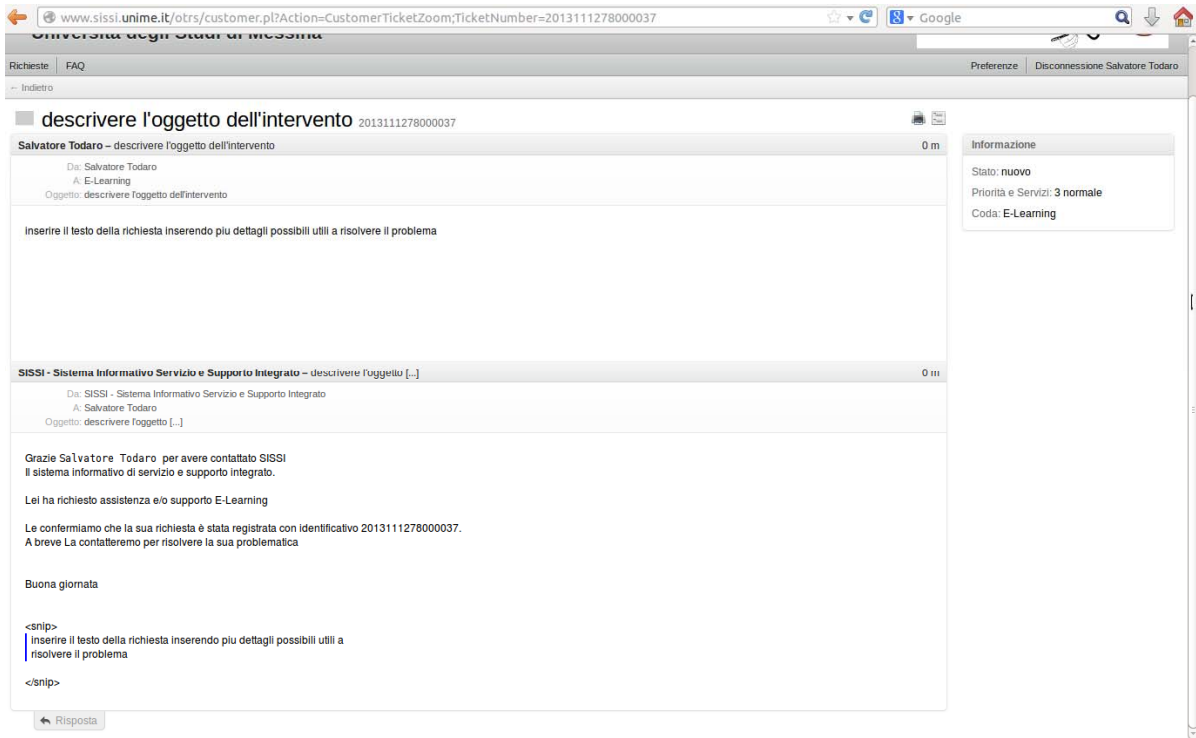 www.sissi.unime.it/otrs/customer.pl?Action=CustomerTicketZoom;TicketNumber=2013111278000037
Google
Università degli Studi di Messina
Richieste FAQ Preferenze Disconnessione Salvatore Todaro
← Indietro
descrivere l'oggetto dell'intervento 2013111278000037
Salvatore Todaro – descrivere l'oggetto dell'intervento 0 m
Da: Salvatore Todaro
A: E-Learning
Oggetto: descrivere l'oggetto dell'intervento
inserire il testo della richiesta inserendo piu dettagli possibili utili a risolvere il problema
Informazione
Stato: nuovo
Priorità e Servizi: 3 normale
Coda: E-Learning
SISSI - Sistema Informativo Servizio e Supporto Integrato – descrivere l'oggetto [...] 0 m
Da: SISSI - Sistema Informativo Servizio e Supporto Integrato
A: Salvatore Todaro
Oggetto: descrivere l'oggetto [...]
Grazie Salvatore Todaro per avere contattato SISSI
Il sistema informativo di servizio e supporto integrato.
Lei ha richiesto assistenza e/o supporto E-Learning
Le confermiamo che la sua richiesta è stata registrata con identificativo 2013111278000037.
A breve La contatteremo per risolvere la sua problematica
Buona giornata
<snip>
inserire il testo della richiesta inserendo piu dettagli possibili utili a
risolvere il problema
</snip>
Risposta